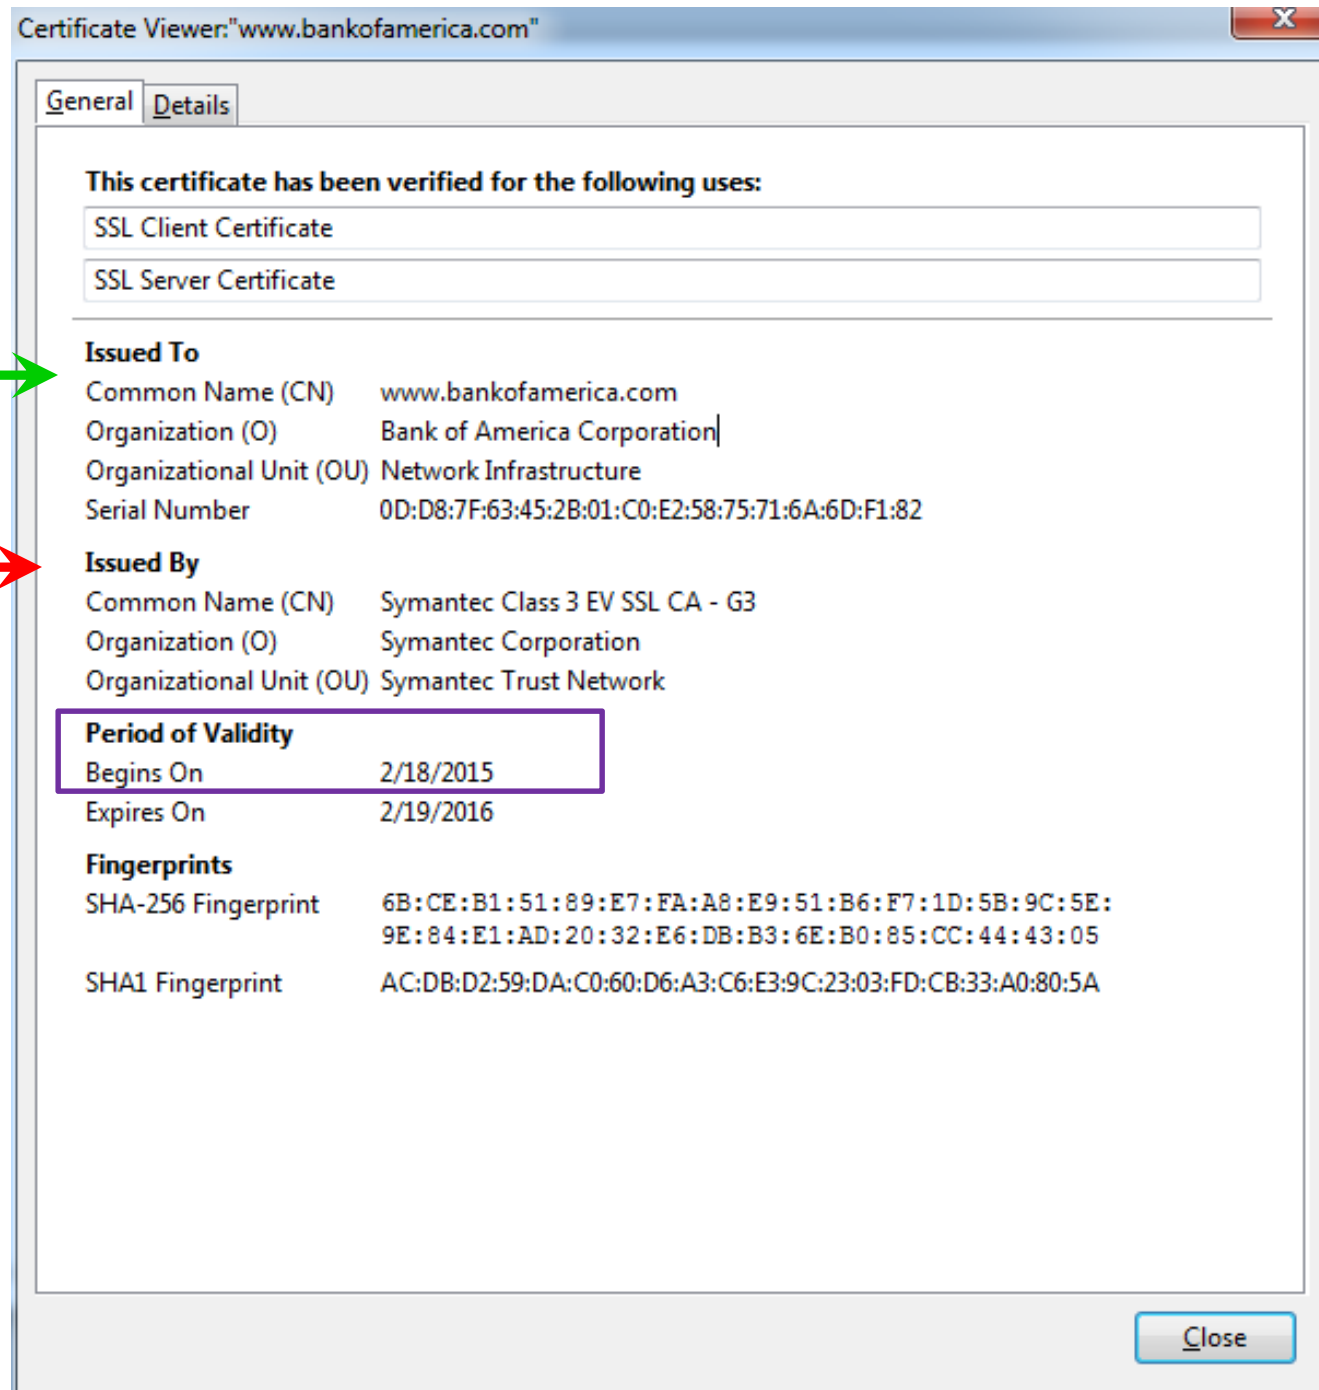 Certificate Viewer:"www.bankofamerica.com"
General Details
This certificate has been verified for the following uses:
SSL Client Certificate
SSL Server Certificate
Issued To
Common Name (CN) www.bankofamerica.com
Organization (O) Bank of America Corporation
Organizational Unit (OU) Network Infrastructure
Serial Number 0D:D8:7F:63:45:2B:01:C0:E2:58:75:71:6A:6D:F1:82
Issued By
Common Name (CN) Symantec Class 3 EV SSL CA - G3
Organization (O) Symantec Corporation
Organizational Unit (OU) Symantec Trust Network
Period of Validity
Begins On 2/18/2015
Expires On 2/19/2016
Fingerprints
SHA-256 Fingerprint 6B:CE:B1:51:89:E7:FA:A8:E9:51:B6:F7:1D:5B:9C:5E:
9E:84:E1:AD:20:32:E6:DB:B3:6E:B0:85:CC:44:43:05
SHA1 Fingerprint AC:DB:D2:59:DA:C0:60:D6:A3:C6:E3:9C:23:03:FD:CB:33:A0:80:5A
Close